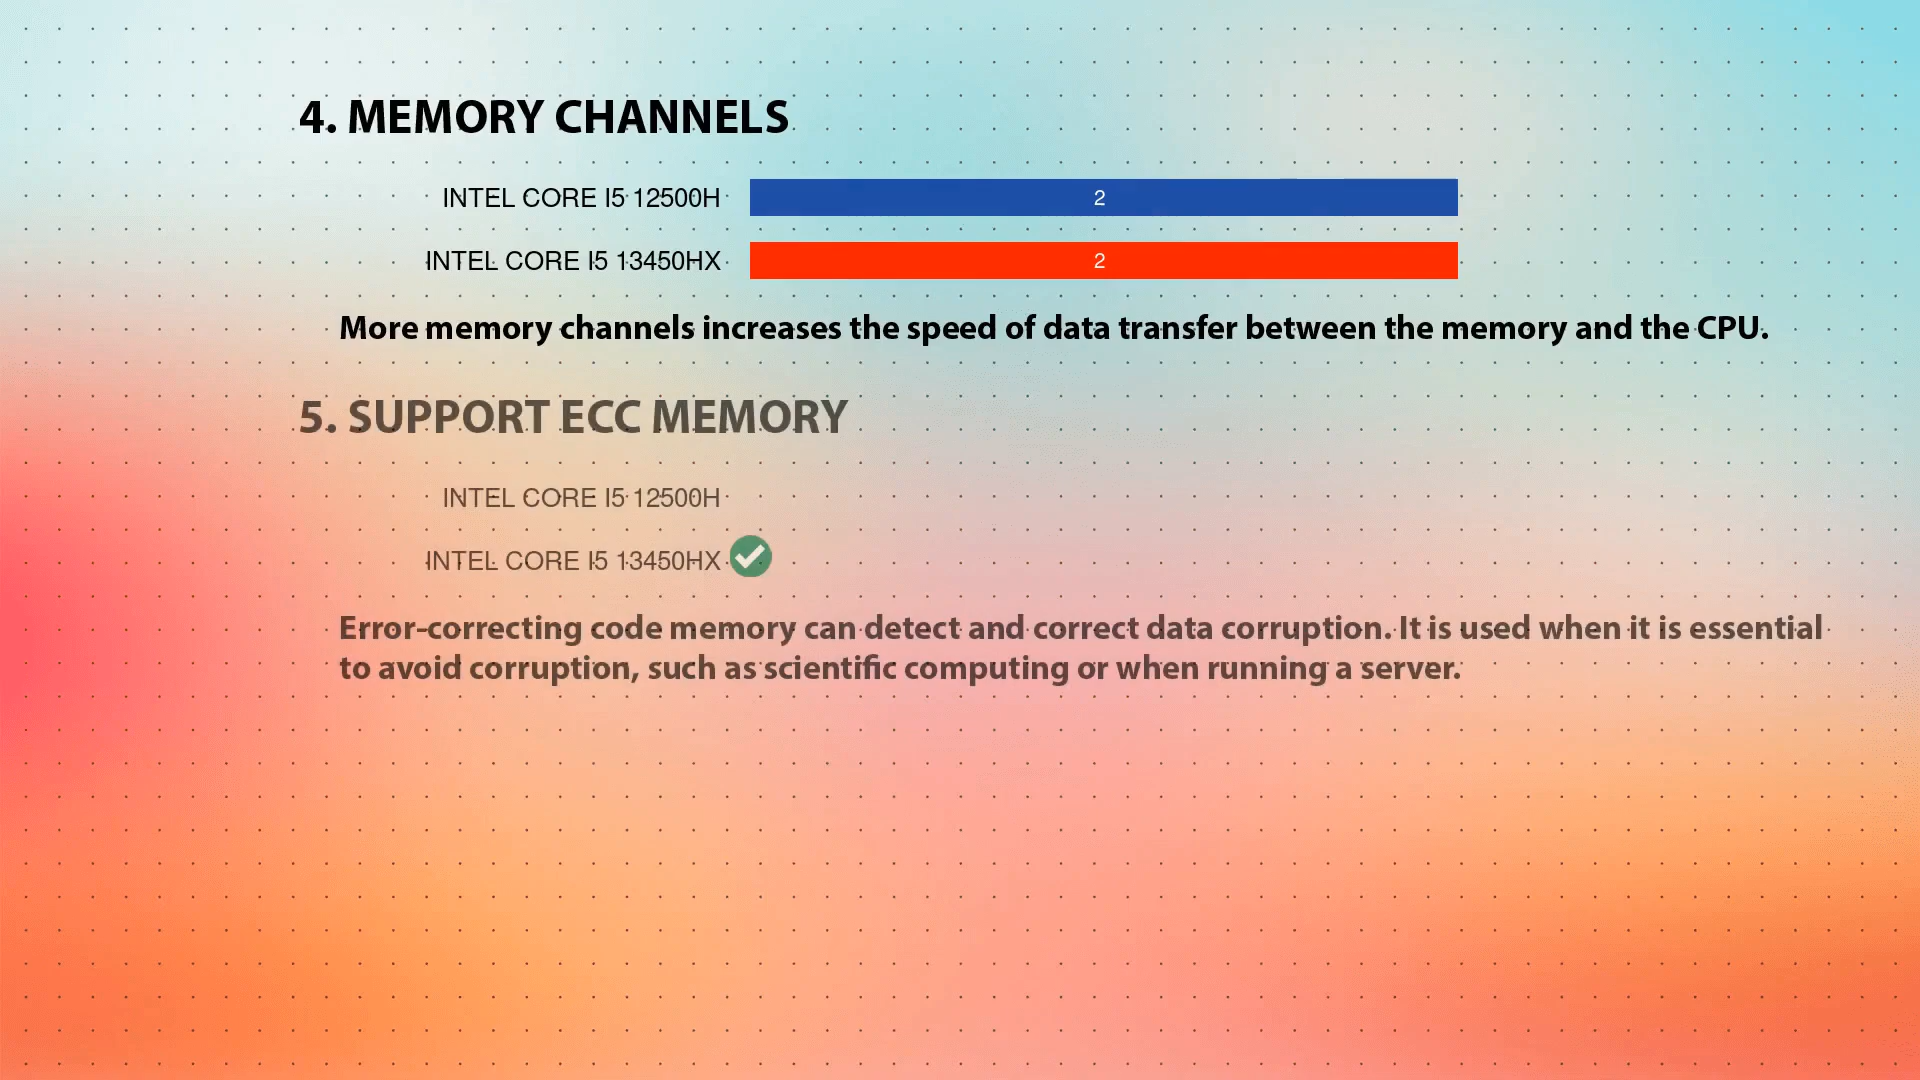 4. MEMORY CHANNELS
INTEL CORE I5 12500H 2
INTEL CORE I5 13450HX 2
More memory channels increases the speed of data transfer between the memory and the CPU.
5. SUPPORT ECC MEMORY
INTEL CORE I5 12500H
INTEL CORE I5 13450HX
Error-correcting code memory can detect and correct data corruption. It is used when it is essential
to avoid corruption, such as scientific computing or when running a server.